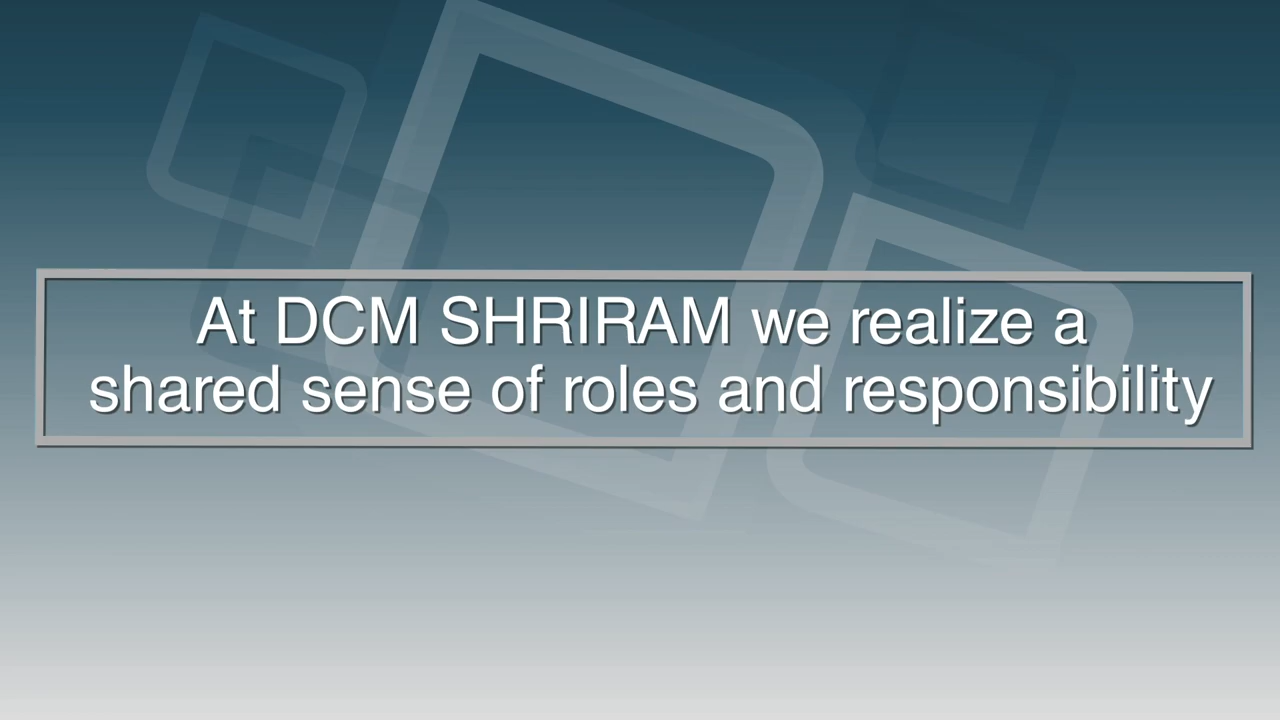 At DCM SHRIRAM we realize a
shared sense of roles and responsibility